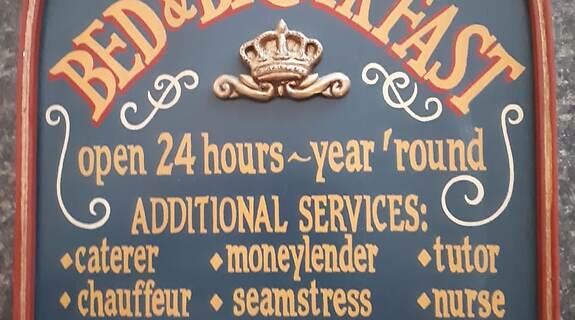 BED & BREAKFAST
open 24 hours ~ year 'round
ADDITIONAL SERVICES:
⬥caterer ⬥moneylender ⬥tutor
⬥chauffeur ⬥seamstress ⬥nurse